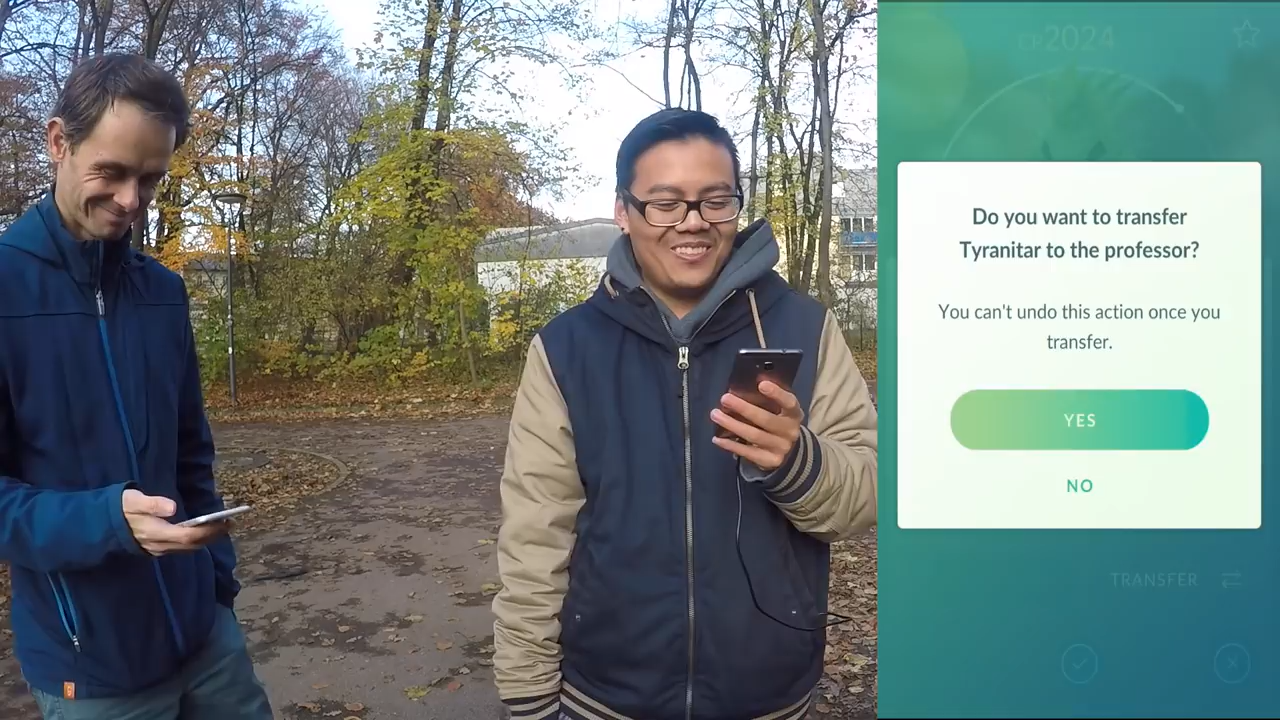 CP2024
Do you want to transfer
Tyranitar to the professor?
You can't undo this action once you
transfer.
YES
NO
TRANSFER